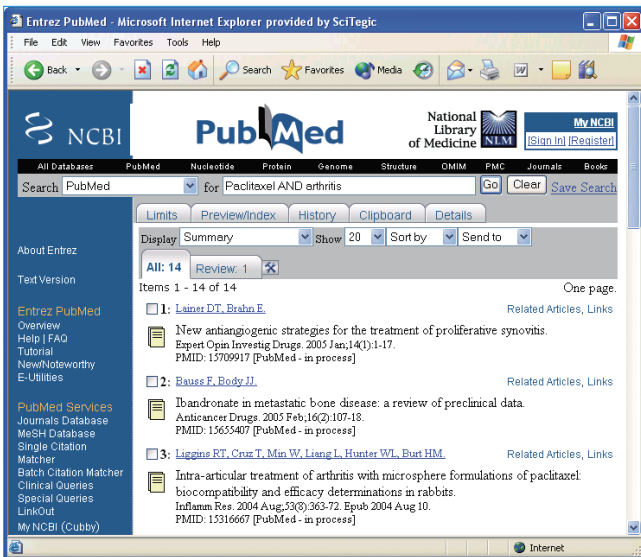 Entrez PubMed - Microsoft Internet Explorer provided by SciTegic
File Edit View Favorites Tools Help
Back Search Favorites Media
NCBI
PubMed
National
Library
of Medicine NLM
My NCBI
[Sign In] [Register]
All Databases PubMed Nucleotide Protein Genome Structure OMIM PMC Journals Books
Search PubMed for Paclitaxel AND arthritis Go Clear Save Search
Limits Preview/Index History Clipboard Details
Display Summary Show 20 Sort by Send to
All: 14 Review: 1
Items 1 - 14 of 14 One page.
About Entrez
Text Version
Entrez PubMed
Overview
Help | FAQ
Tutorial
New/Noteworthy
E-Utilities
PubMed Services
Journals Database
MeSH Database
Single Citation
Matcher
Batch Citation Matcher
Clinical Queries
Special Queries
LinkOut
My NCBI (Cubby)
1: Lainer DT, Brahn E. Related Articles, Links
New antiangiogenic strategies for the treatment of proliferative synovitis.
Expert Opin Investig Drugs. 2005 Jan;14(1):1-17.
PMID: 15709917 [PubMed - in process]
2: Bauss F, Body JJ. Related Articles, Links
Ibandronate in metastatic bone disease: a review of preclinical data.
Anticancer Drugs. 2005 Feb;16(2):107-18.
PMID: 15655407 [PubMed - in process]
3: Liggins RT, Cruz T, Min W, Liang L, Hunter WL, Burt HM. Related Articles, Links
Intra-articular treatment of arthritis with microsphere formulations of paclitaxel:
biocompatibility and efficacy determinations in rabbits.
Inflamm Res. 2004 Aug;53(8):363-72. Epub 2004 Aug 10.
PMID: 15316667 [PubMed - in process]
Internet